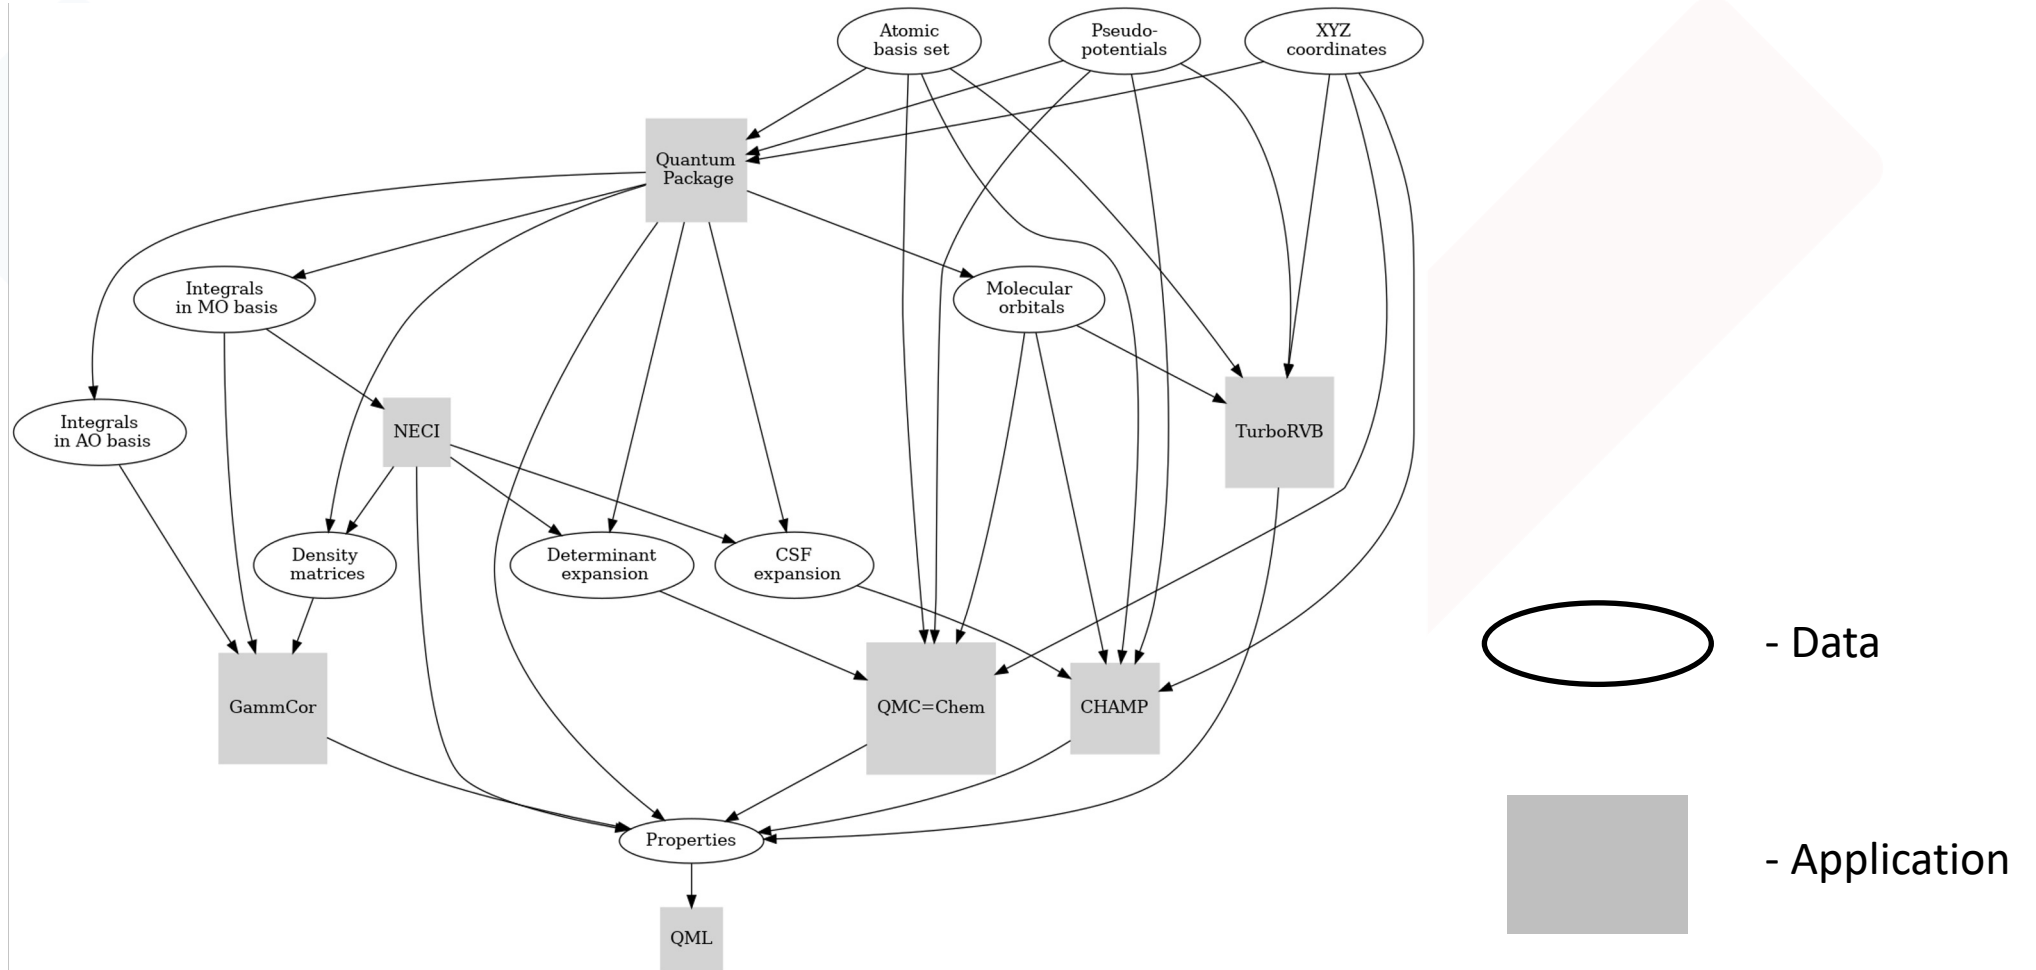 Atomic
basis set
Pseudo-
potentials
XYZ
coordinates
Quantum
Package
Integrals
in MO basis
Molecular
orbitals
Integrals
in AO basis
NECI
TurboRVB
Density
matrices
Determinant
expansion
CSF
expansion
- Data
GammCor
QMC=Chem
CHAMP
Properties
- Application
QML